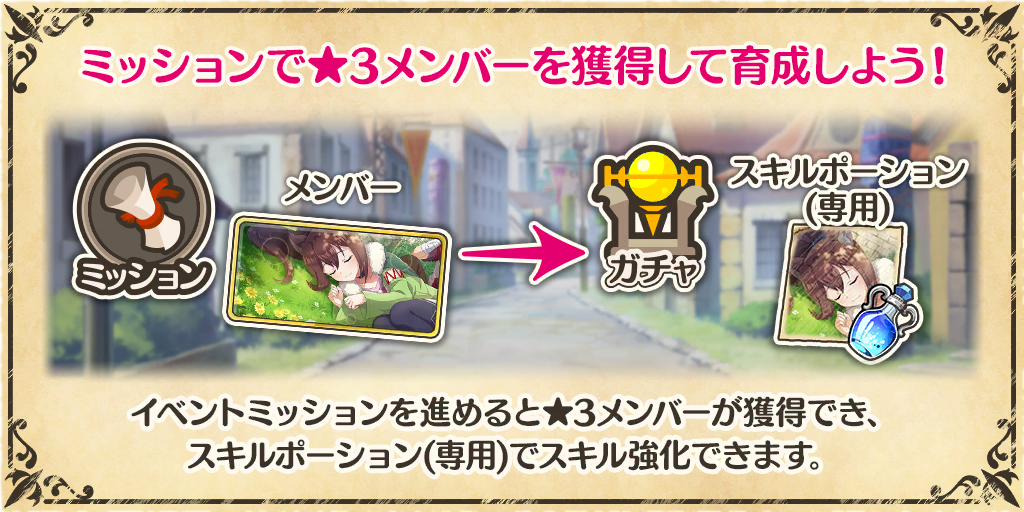 ミッションで★3メンバーを獲得して育成しよう！
ミッション
メンバー
ガチャ
スキルポーション
(専用)
イベントミッションを進めると★3メンバーが獲得でき、
スキルポーション(専用)でスキル強化できます。